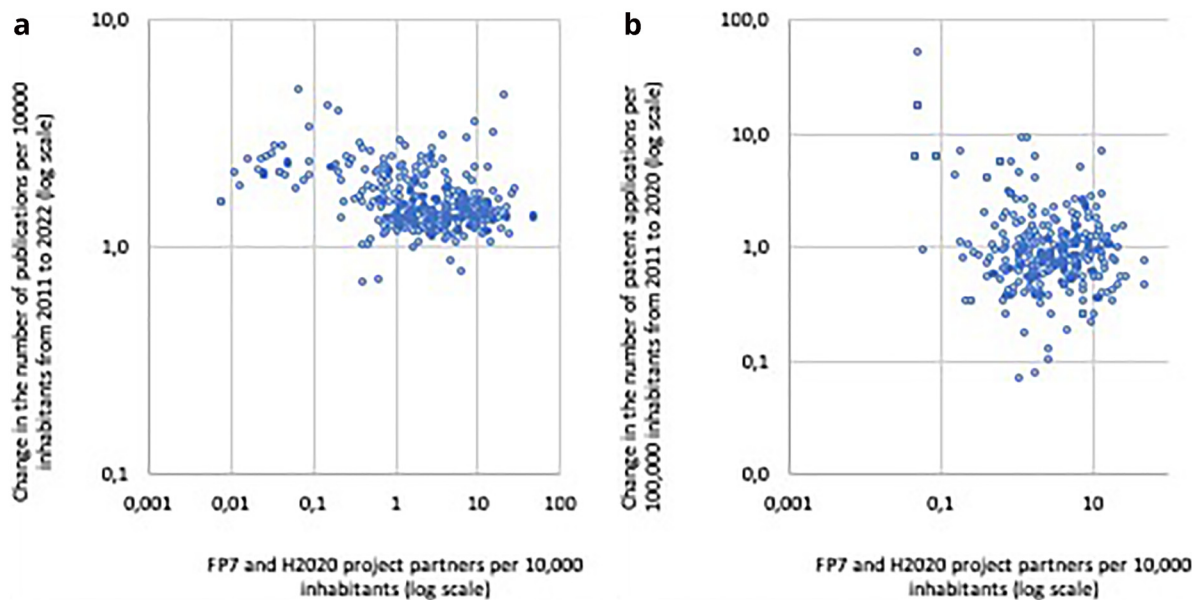 a
10,0
1,0
0,1
0,001 0,01 0,1 1 10 100
Change in the number of publications per 10000
inhabitants from 2011 to 2022 (log scale)
FP7 and H2020 project partners per 10,000
inhabitants (log scale)
b
100,0
10,0
1,0
0,1
0,0
0,001 0,1 10
Change in the number of patent applications per
100,000 inhabitants from 2011 to 2020 (log scale)
FP7 and H2020 project partners per 10,000
inhabitants (log scale)